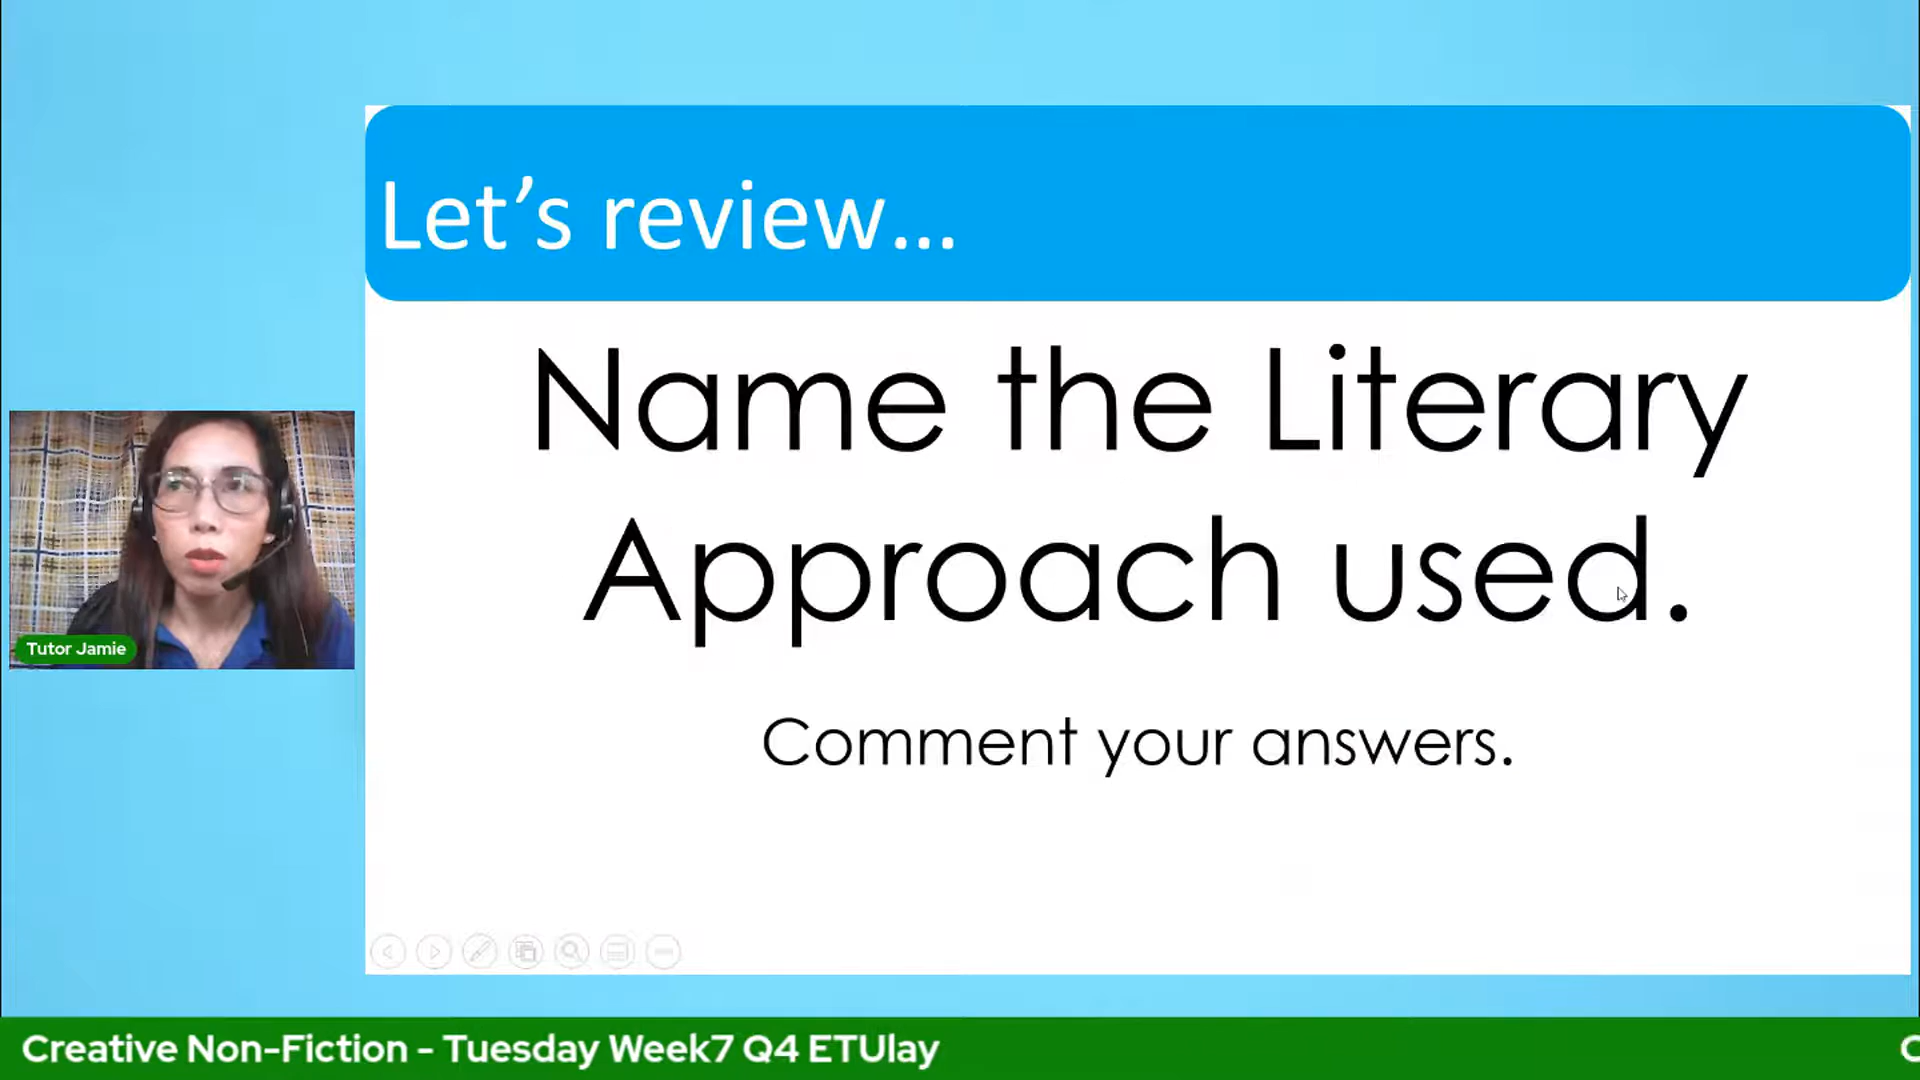 Let's review...
Name the Literary
Approach used.
Comment your answers.
Tutor Jamie
Creative Non-Fiction - Tuesday Week7 Q4 ETUlay